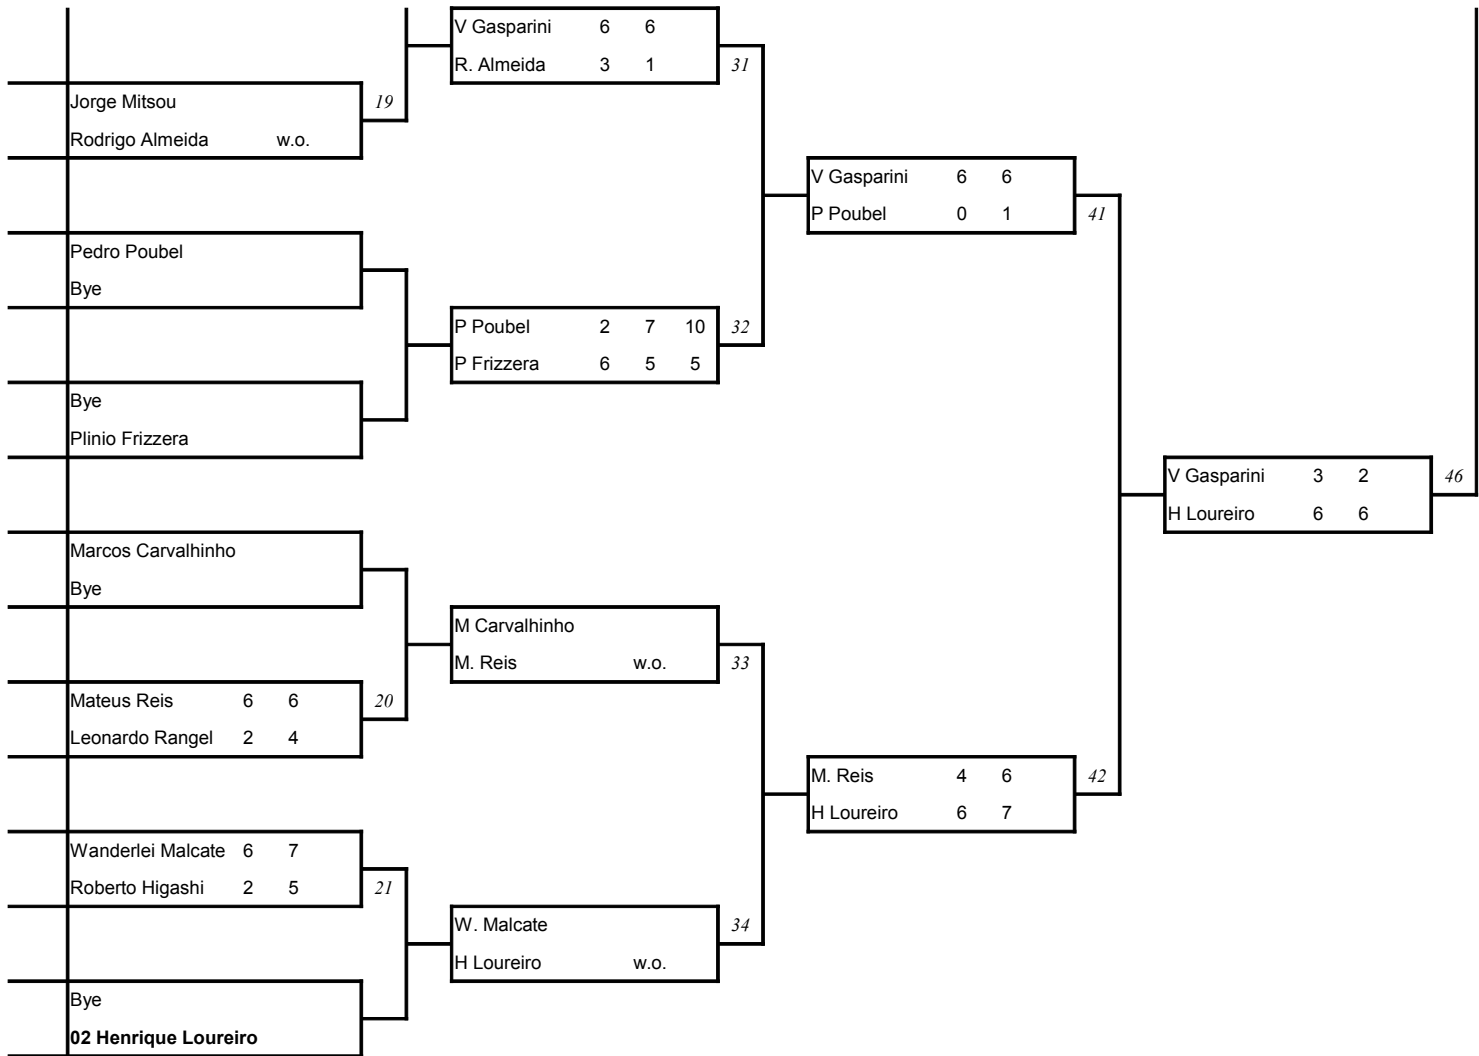 V Gasparini 6 6
R. Almeida 3 1
31
Jorge Mitsou
19
Rodrigo Almeida w.o.
V Gasparini 6 6
P Poubel 0 1
41
Pedro Poubel
Bye
P Poubel 2 7 10
32
P Frizzera 6 5 5
Bye
Plinio Frizzera
V Gasparini 3 2
46
H Loureiro 6 6
Marcos Carvalhinho
Bye
M Carvalhinho
M. Reis w.o.
33
Mateus Reis 6 6
20
Leonardo Rangel 2 4
M. Reis 4 6
42
H Loureiro 6 7
Wanderlei Malcate 6 7
Roberto Higashi 2 5
21
W. Malcate
34
H Loureiro w.o.
Bye
02 Henrique Loureiro